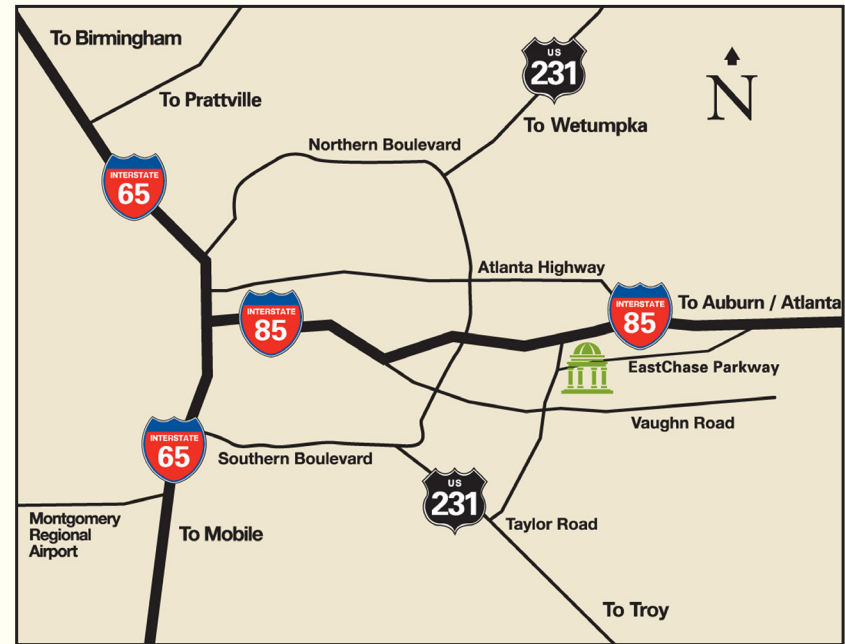 To Birmingham
US
231
N
To Prattville
To Wetumpka
Northern Boulevard
INTERSTATE
65
Atlanta Highway
INTERSTATE
85
INTERSTATE
85
To Auburn / Atlanta
EastChase Parkway
Vaughn Road
INTERSTATE
65
Southern Boulevard
US
231
Montgomery
Regional
Airport
To Mobile
Taylor Road
To Troy